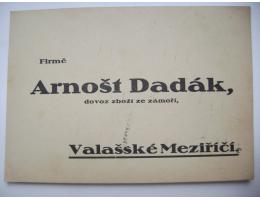 Firmě
Arnošt Dadák,
dovoz zboží ze zámoří,
Valašské Meziříčí.